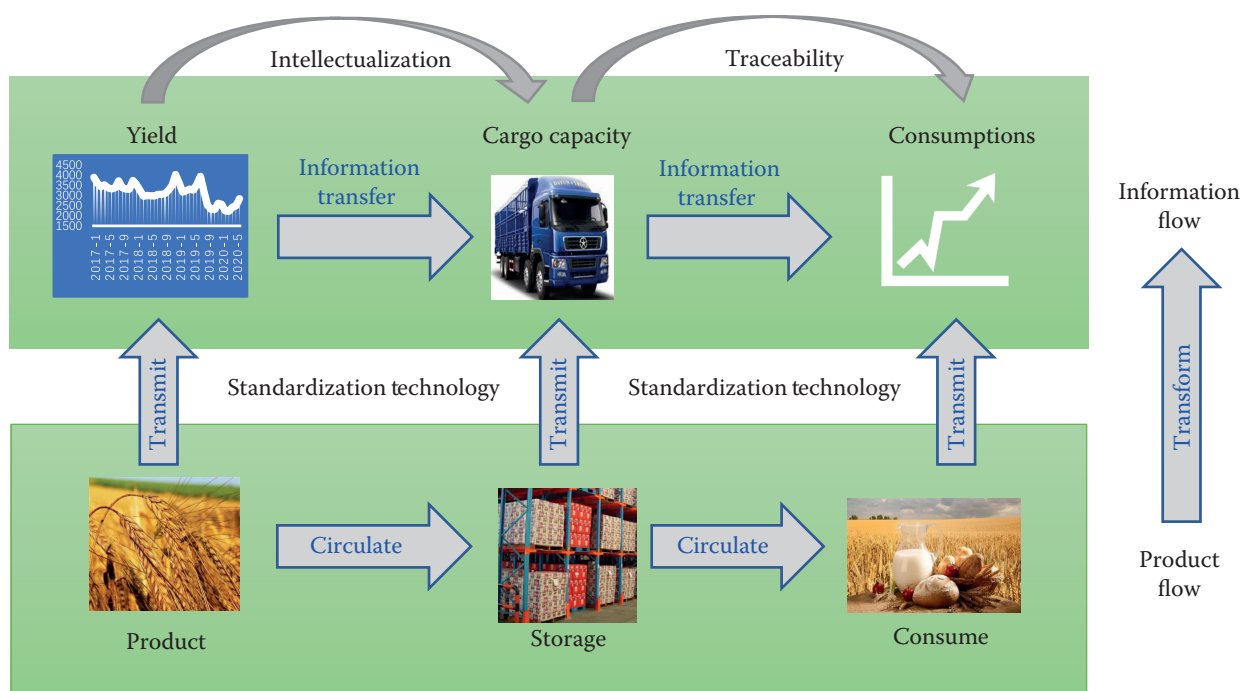 Intellectualization
Traceability
Yield
Cargo capacity
Consumptions
4500
4000
3500
3000
2500
2000
1500
2017-1
2017-5
2017-9
2018-1
2018-5
2018-9
2019-1
2019-5
2019-9
2020-1
2020-5
Information
transfer
Information
transfer
Information
flow
Transmit
Standardization technology
Transmit
Standardization technology
Transmit
Transform
Circulate
Circulate
Product
flow
Product
Storage
Consume